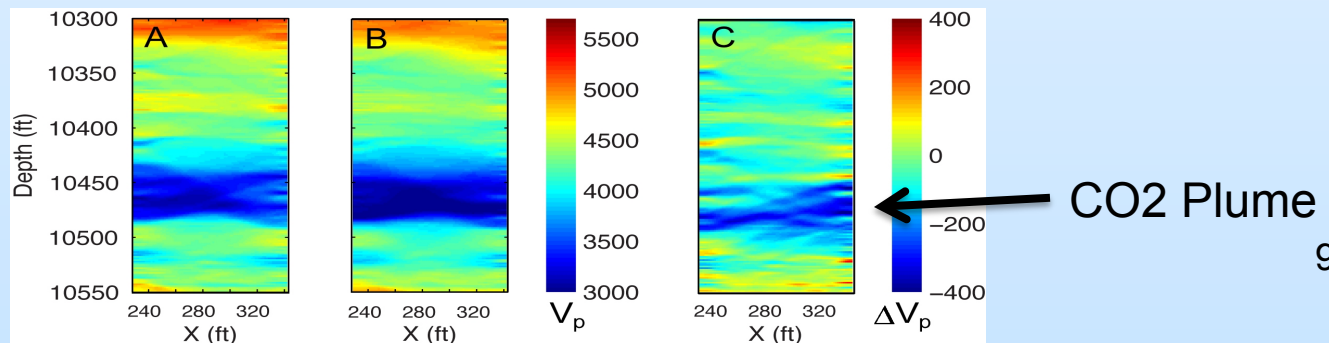 A
B
C
10300
10350
10400
10450
10500
10550
Depth (ft)
240 280 320
X (ft)
240 280 320
X (ft)
5500
5000
4500
4000
3500
3000
Vp
240 280 320
X (ft)
400
200
0
−200
−400
ΔVp
CO2 Plume
g